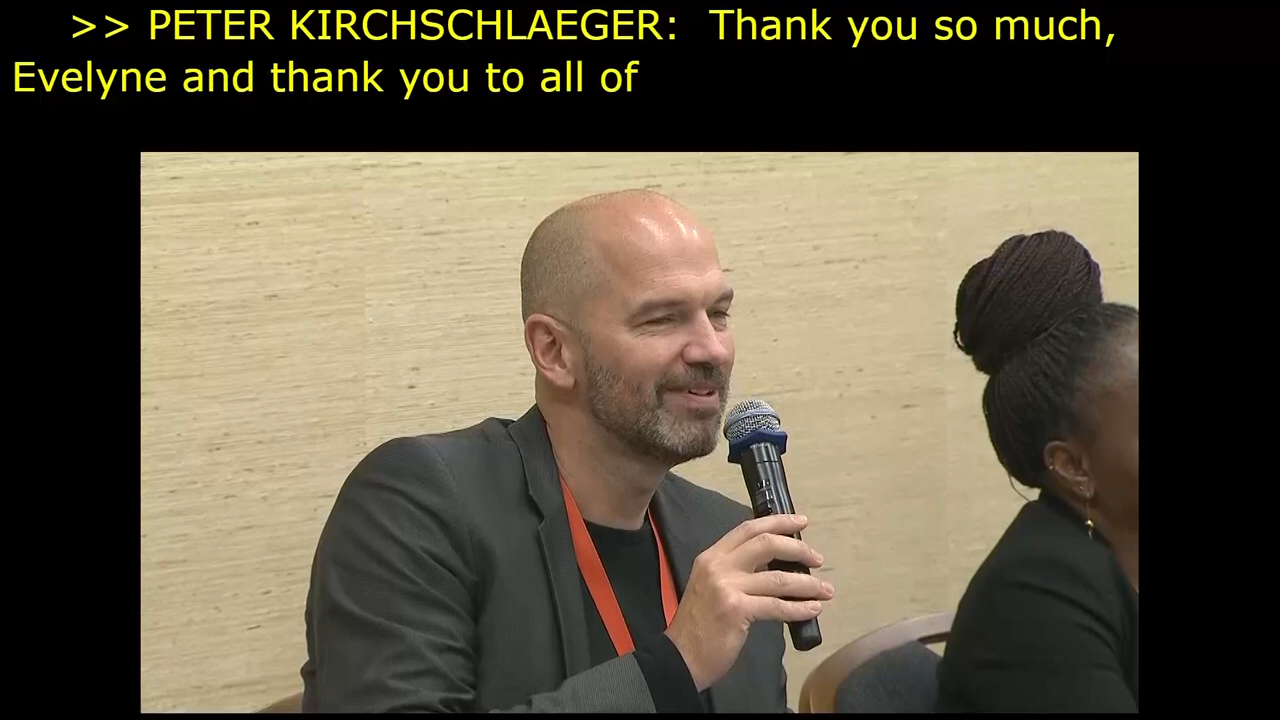 >> PETER KIRCHSCHLAEGER:  Thank you so much,
Evelyne and thank you to all of